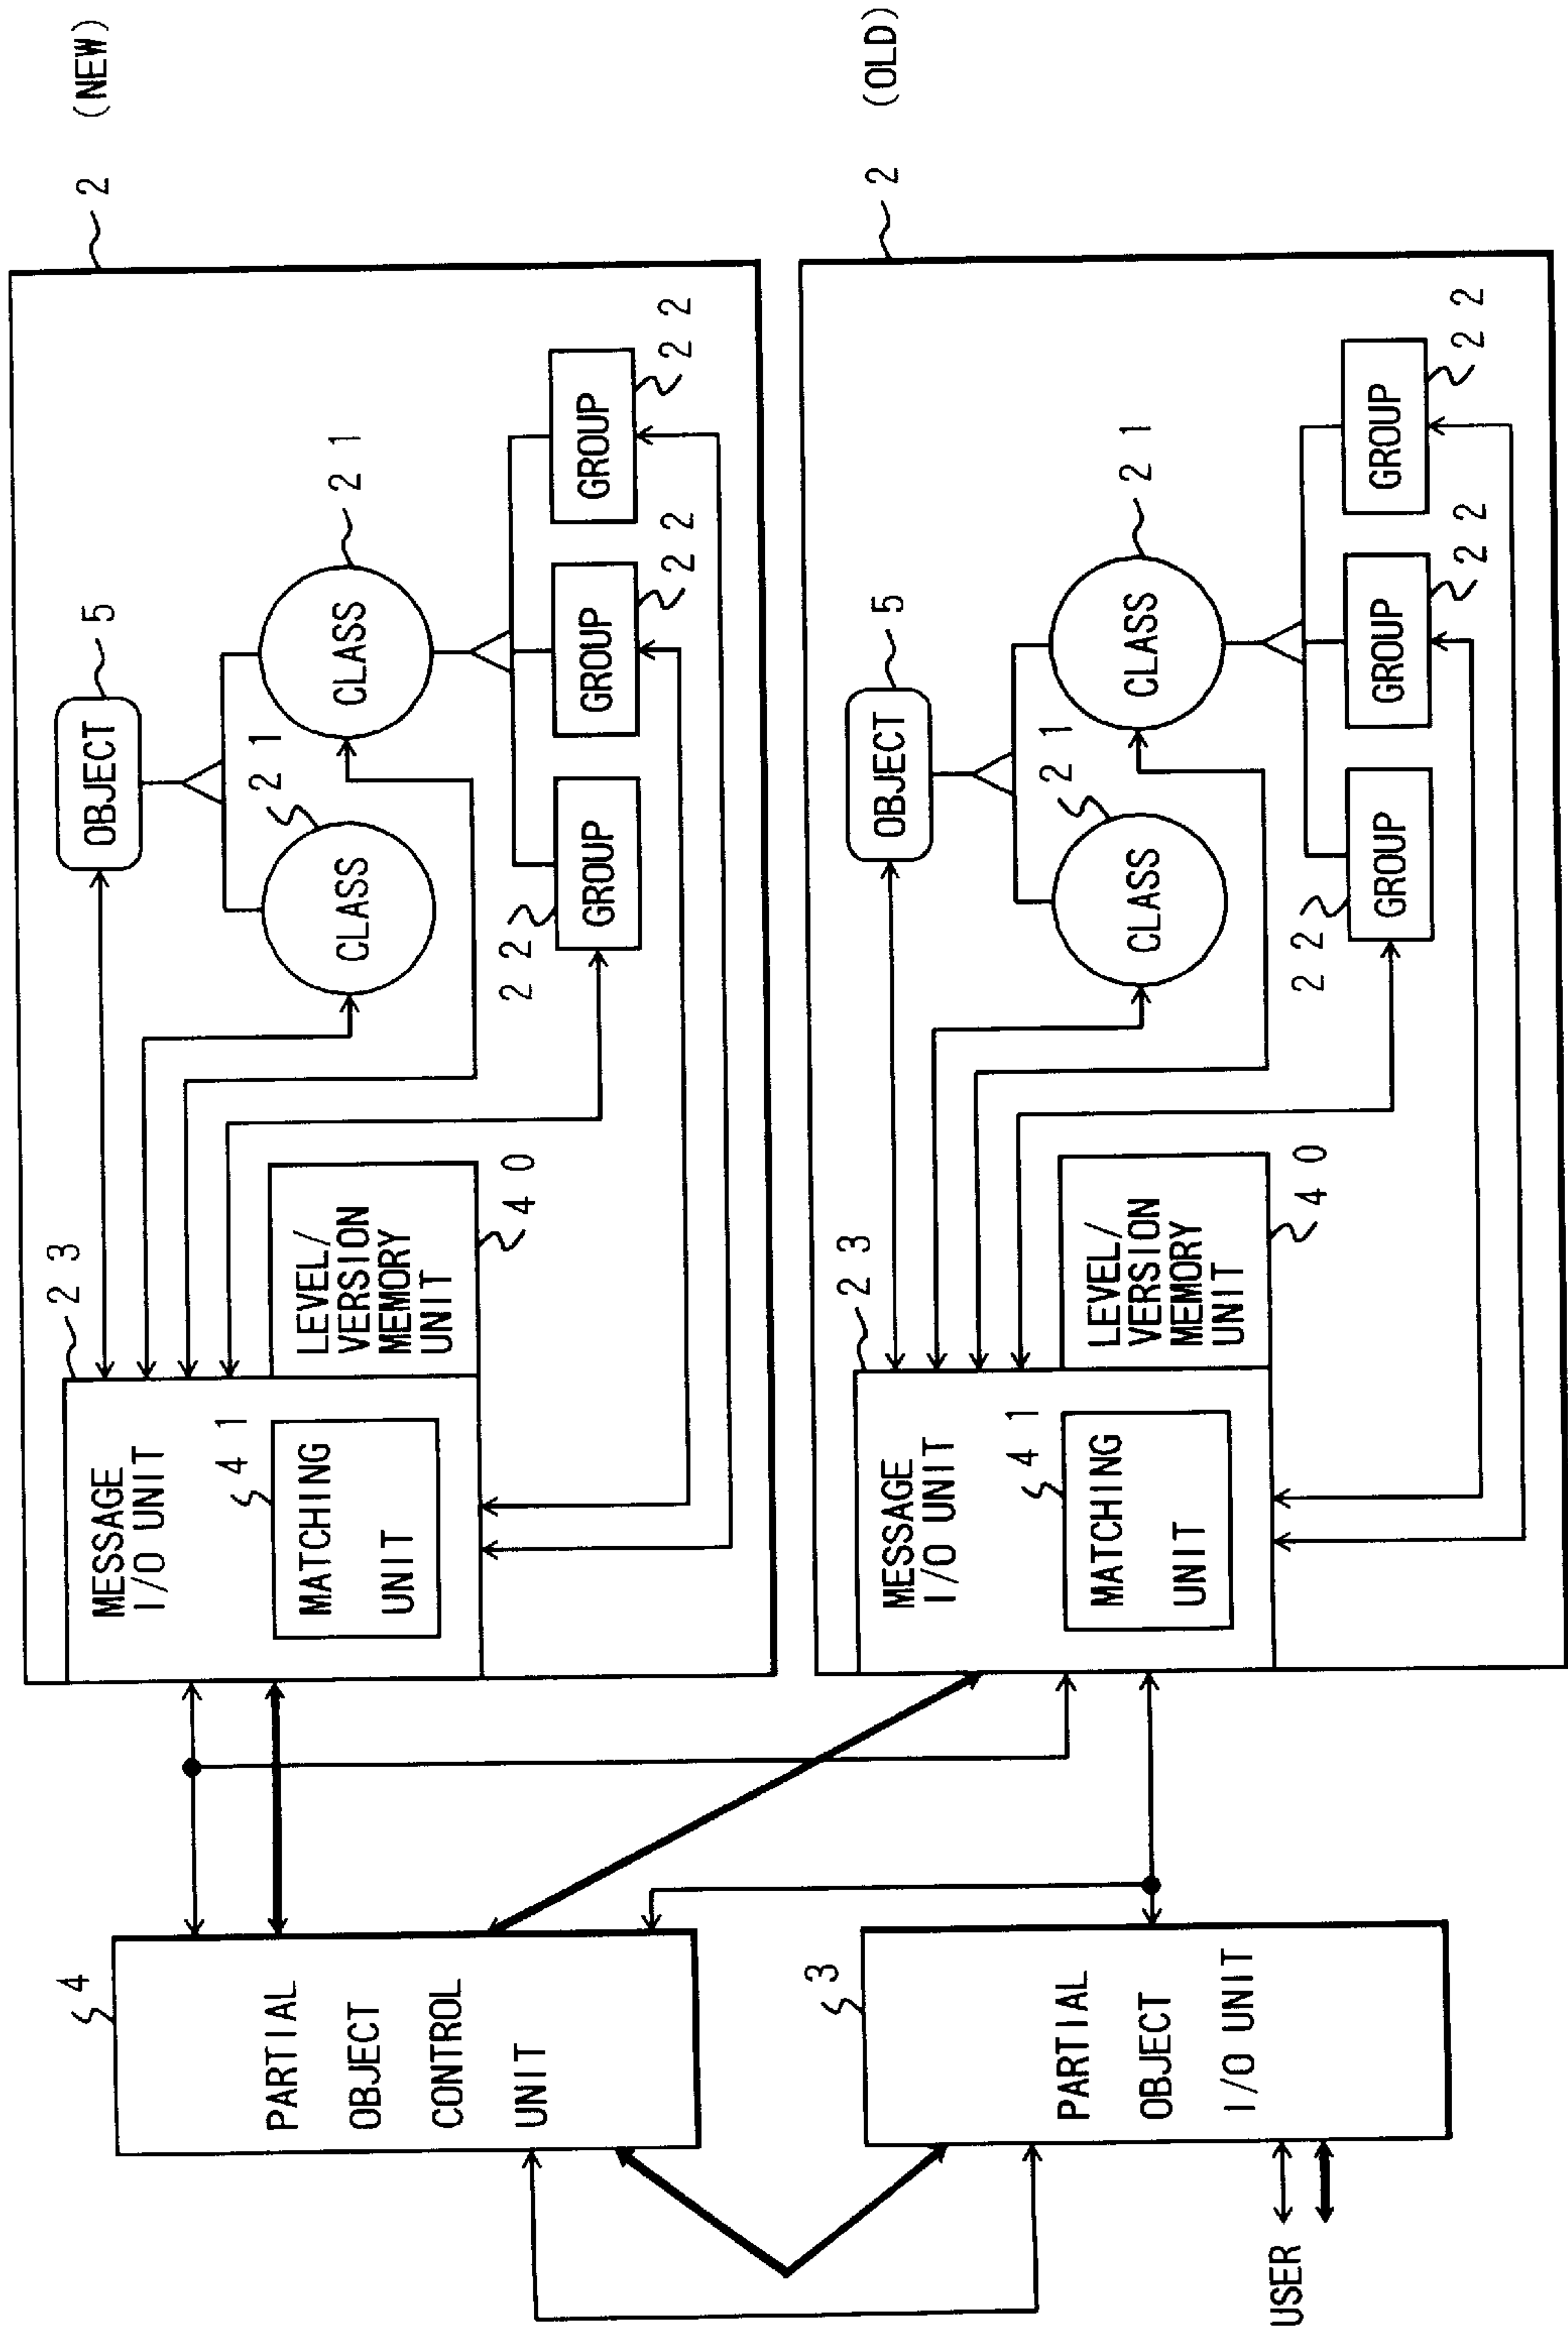 2 (NEW)
OBJECT
5
CLASS
21
CLASS
21
GROUP
22
GROUP
22
GROUP
22
23
MESSAGE
I/O UNIT
41
MATCHING
UNIT
LEVEL/
VERSION
MEMORY
UNIT
40
4
PARTIAL
OBJECT
CONTROL
UNIT
2 (OLD)
OBJECT
5
CLASS
21
CLASS
21
GROUP
22
GROUP
22
GROUP
22
23
MESSAGE
I/O UNIT
41
MATCHING
UNIT
LEVEL/
VERSION
MEMORY
UNIT
40
3
PARTIAL
OBJECT
I/O UNIT
USER